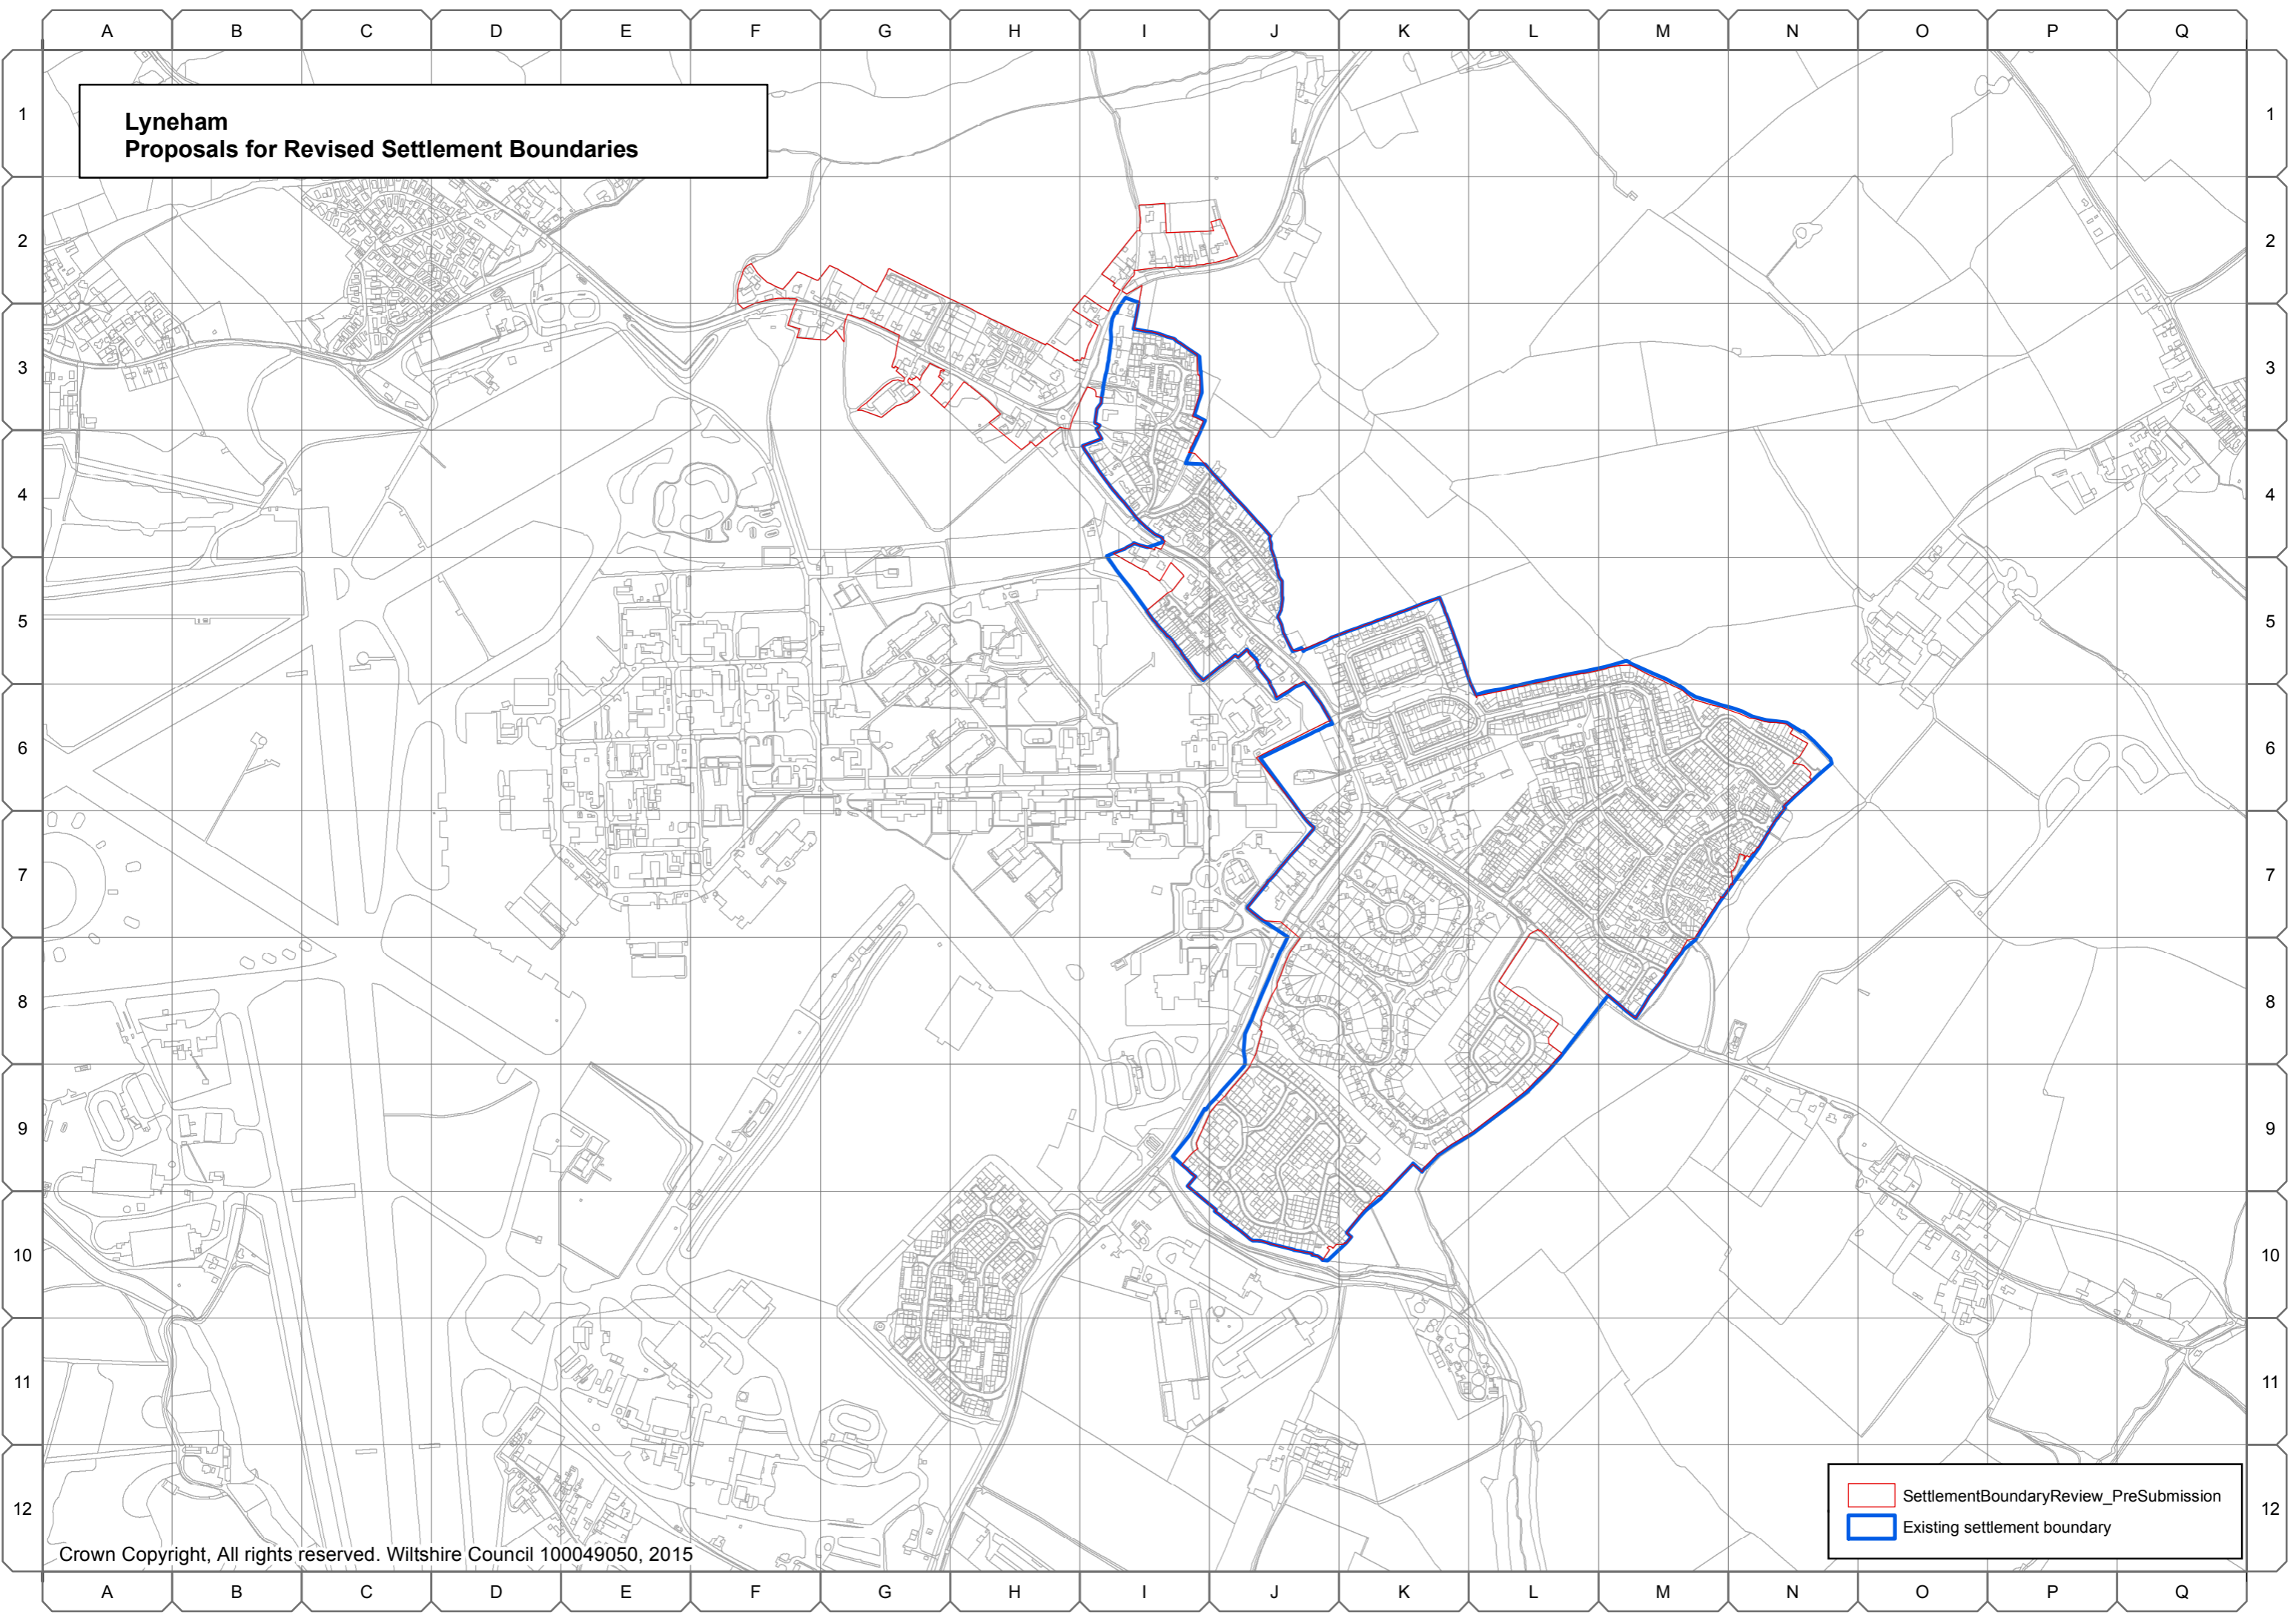 A B C D E F G H I J K L M N O P Q
Lyneham
Proposals for Revised Settlement Boundaries
1 1
2 2
3 3
4 4
5 5
6 6
7 7
8 8
9 9
10 10
11 11
12 12
SettlementBoundaryReview_PreSubmission
Existing settlement boundary
Crown Copyright, All rights reserved. Wiltshire Council 100049050, 2015
A B C D E F G H I J K L M N O P Q